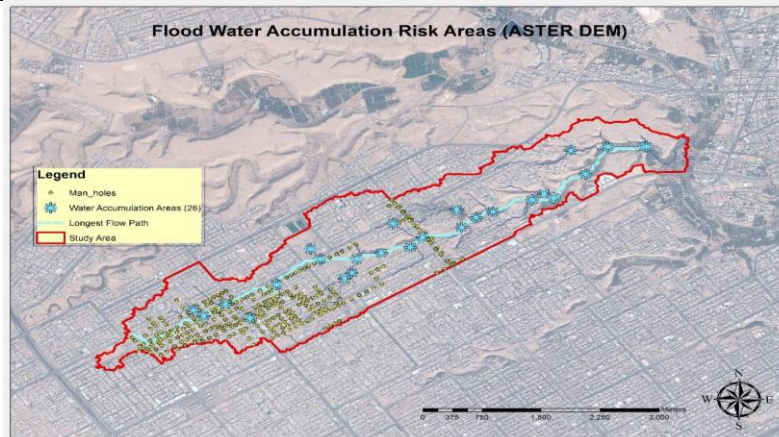 Flood Water Accumulation Risk Areas (ASTER DEM)
Legend
Man_holes
Water Accumulation Areas (26)
Longest Flow Path
Study Area
N
W E
S
Meters
0 375 750 1,500 2,250 3,000